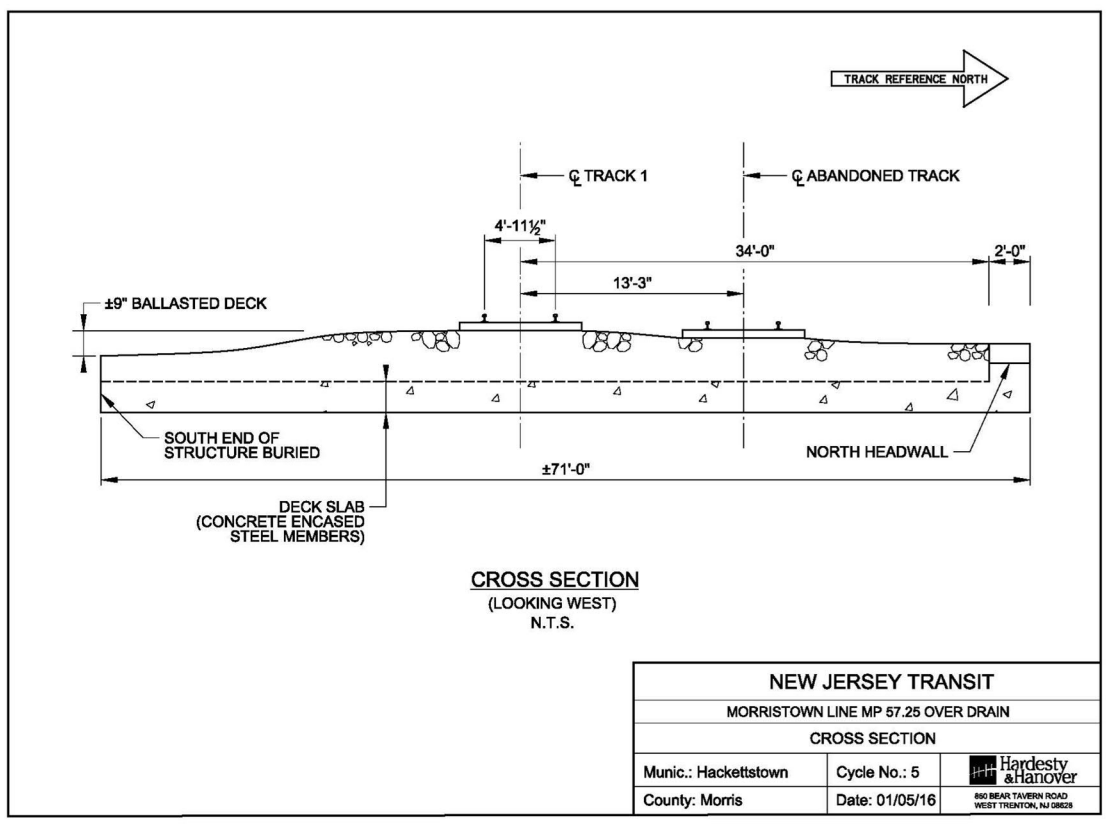 TRACK REFERENCE NORTH
℄ TRACK 1
℄ ABANDONED TRACK
4'-11½"
34'-0"
2'-0"
13'-3"
±9" BALLASTED DECK
SOUTH END OF
STRUCTURE BURIED
NORTH HEADWALL
±71'-0"
DECK SLAB
(CONCRETE ENCASED
STEEL MEMBERS)
CROSS SECTION
(LOOKING WEST)
N.T.S.
NEW JERSEY TRANSIT
MORRISTOWN LINE MP 57.25 OVER DRAIN
CROSS SECTION
Munic.: Hackettstown
Cycle No.: 5
Hardesty
&Hanover
County: Morris
Date: 01/05/16
850 BEAR TAVERN ROAD
WEST TRENTON, NJ 08628